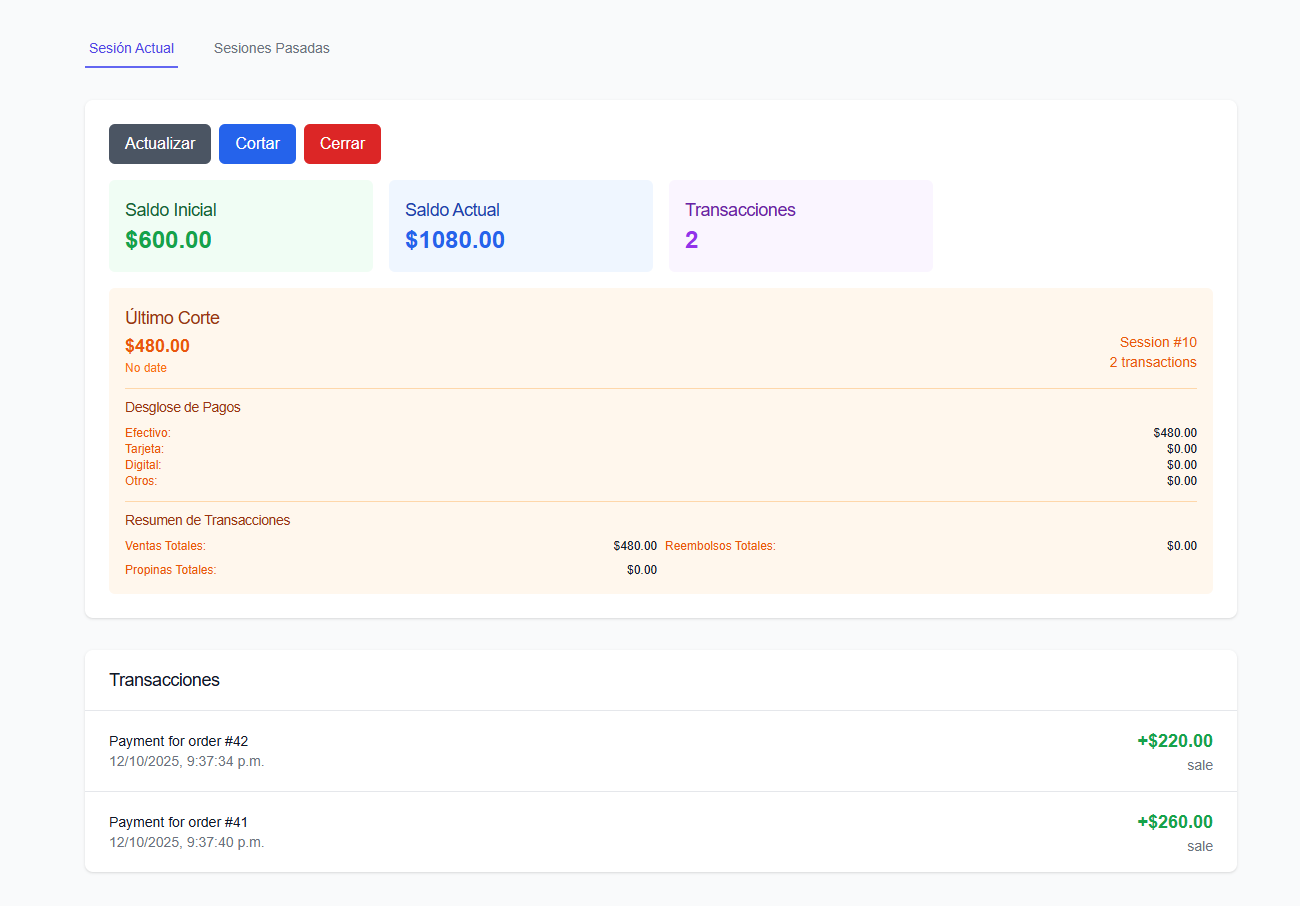 Sesión Actual Sesiones Pasadas
Actualizar Cortar Cerrar
Saldo Inicial
$600.00
Saldo Actual
$1080.00
Transacciones
2
Último Corte
$480.00
No date
Session #10
2 transactions
Desglose de Pagos
Efectivo: $480.00
Tarjeta: $0.00
Digital: $0.00
Otros: $0.00
Resumen de Transacciones
Ventas Totales: $480.00 Reembolsos Totales: $0.00
Propinas Totales: $0.00
Transacciones
Payment for order #42
12/10/2025, 9:37:34 p.m.
+$220.00
sale
Payment for order #41
12/10/2025, 9:37:40 p.m.
+$260.00
sale